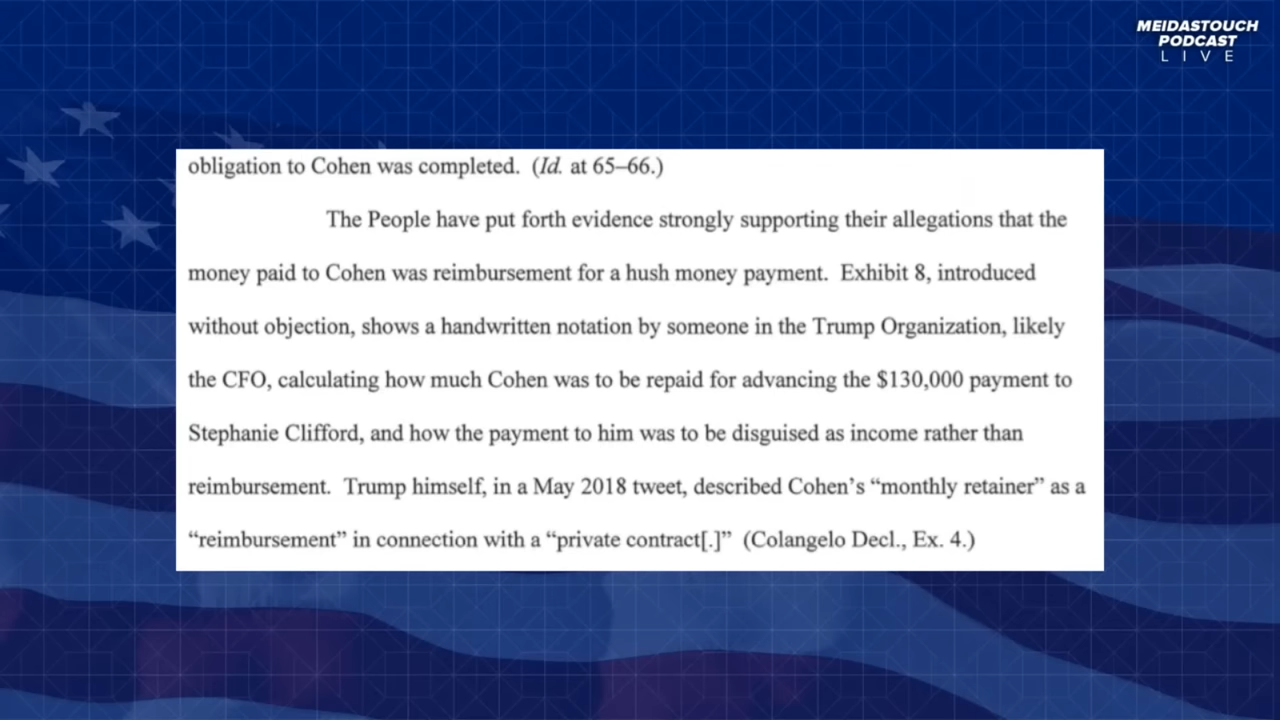 MEIDASTOUCH
PODCAST
LIVE
obligation to Cohen was completed. (Id. at 65–66.)
The People have put forth evidence strongly supporting their allegations that the
money paid to Cohen was reimbursement for a hush money payment. Exhibit 8, introduced
without objection, shows a handwritten notation by someone in the Trump Organization, likely
the CFO, calculating how much Cohen was to be repaid for advancing the $130,000 payment to
Stephanie Clifford, and how the payment to him was to be disguised as income rather than
reimbursement. Trump himself, in a May 2018 tweet, described Cohen’s “monthly retainer” as a
“reimbursement” in connection with a “private contract[.]” (Colangelo Decl., Ex. 4.)